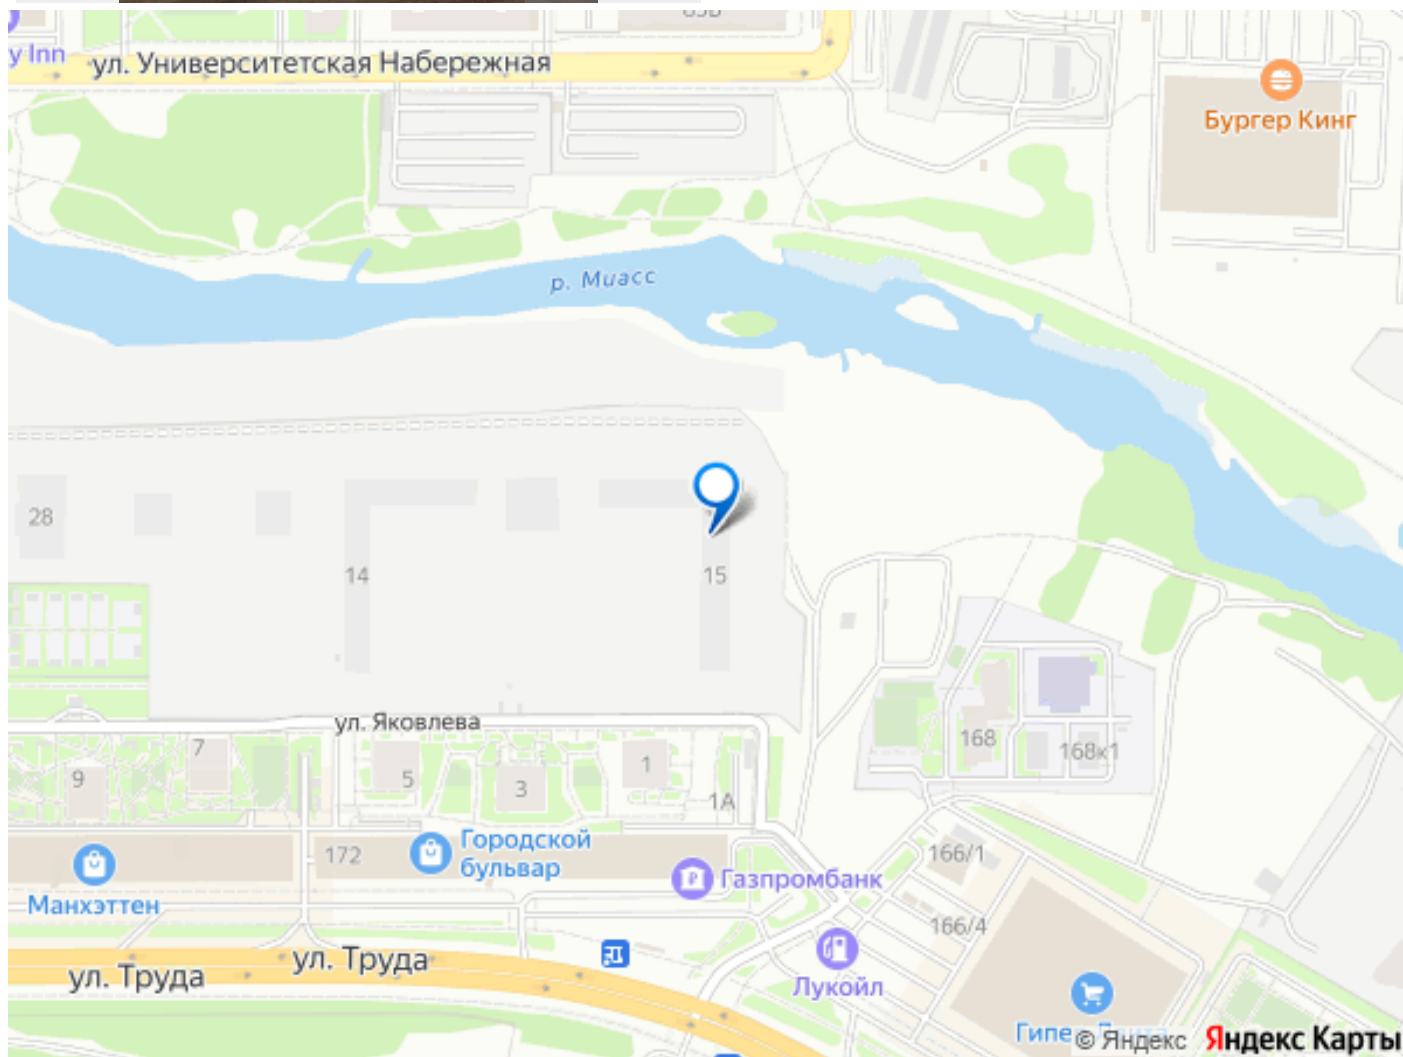 y Inn
ул. Университетская Набережная
Бургер Кинг
р. Миасс
28
14
15
ул. Яковлева
7
9
5
3
1
1А
168
168к1
172
Городской
бульвар
Манхэттен
Газпромбанк
166/1
166/4
Лукойл
ул. Труда
ул. Труда
© Яндекс
Яндекс Карты